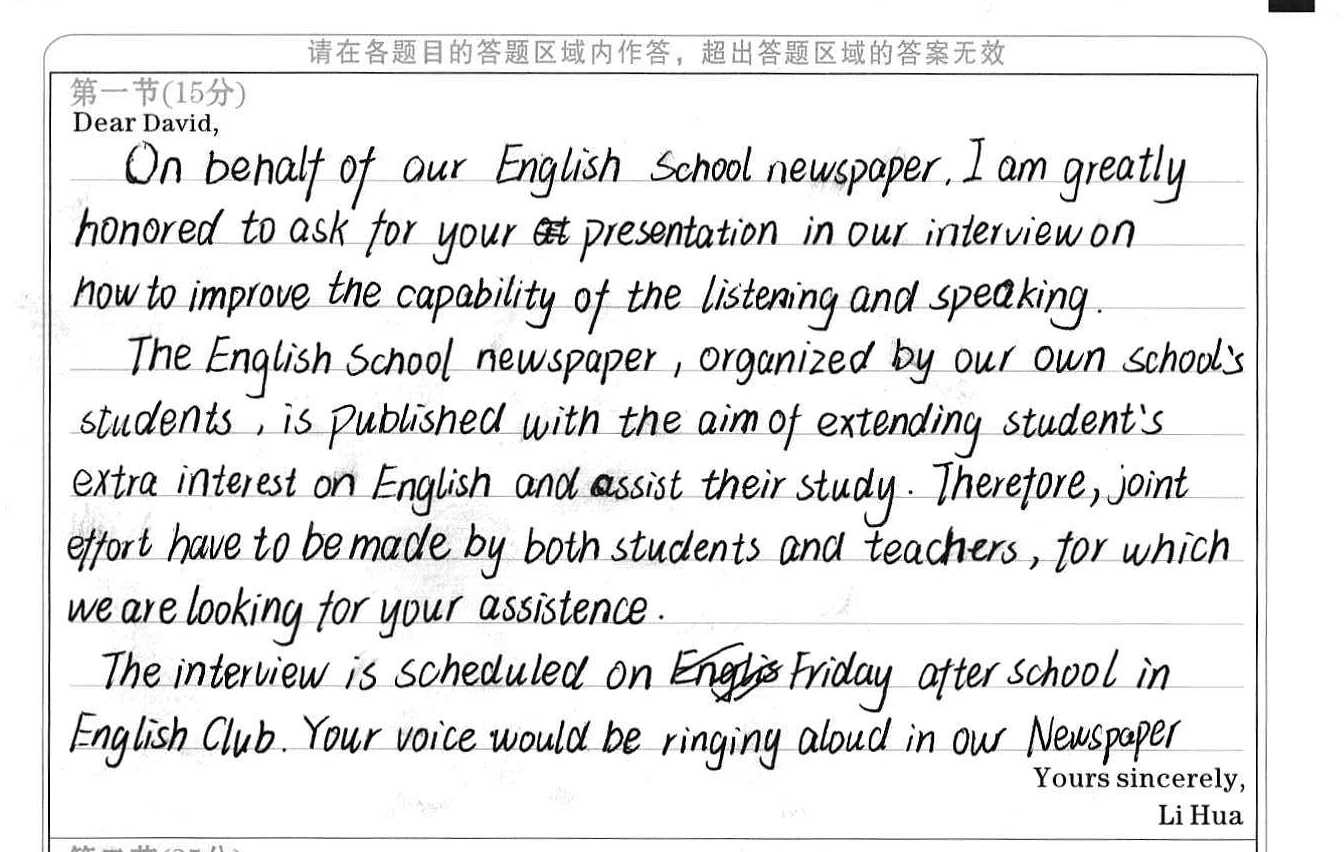 请在各题目的答题区域内作答，超出答题区域的答案无效
第一节(15分)
Dear David,
On behalf of our English School newspaper, I am greatly
honored to ask for your presentation in our interview on
how to improve the capability of the listening and speaking.
The English School newspaper, organized by our own school's
students, is published with the aim of extending student's
extra interest on English and assist their study. Therefore, joint
effort have to be made by both students and teachers, for which
we are looking for your assistence.
The interview is scheduled on Friday after school in
English Club. Your voice would be ringing aloud in our Newspaper
Yours sincerely,
Li Hua